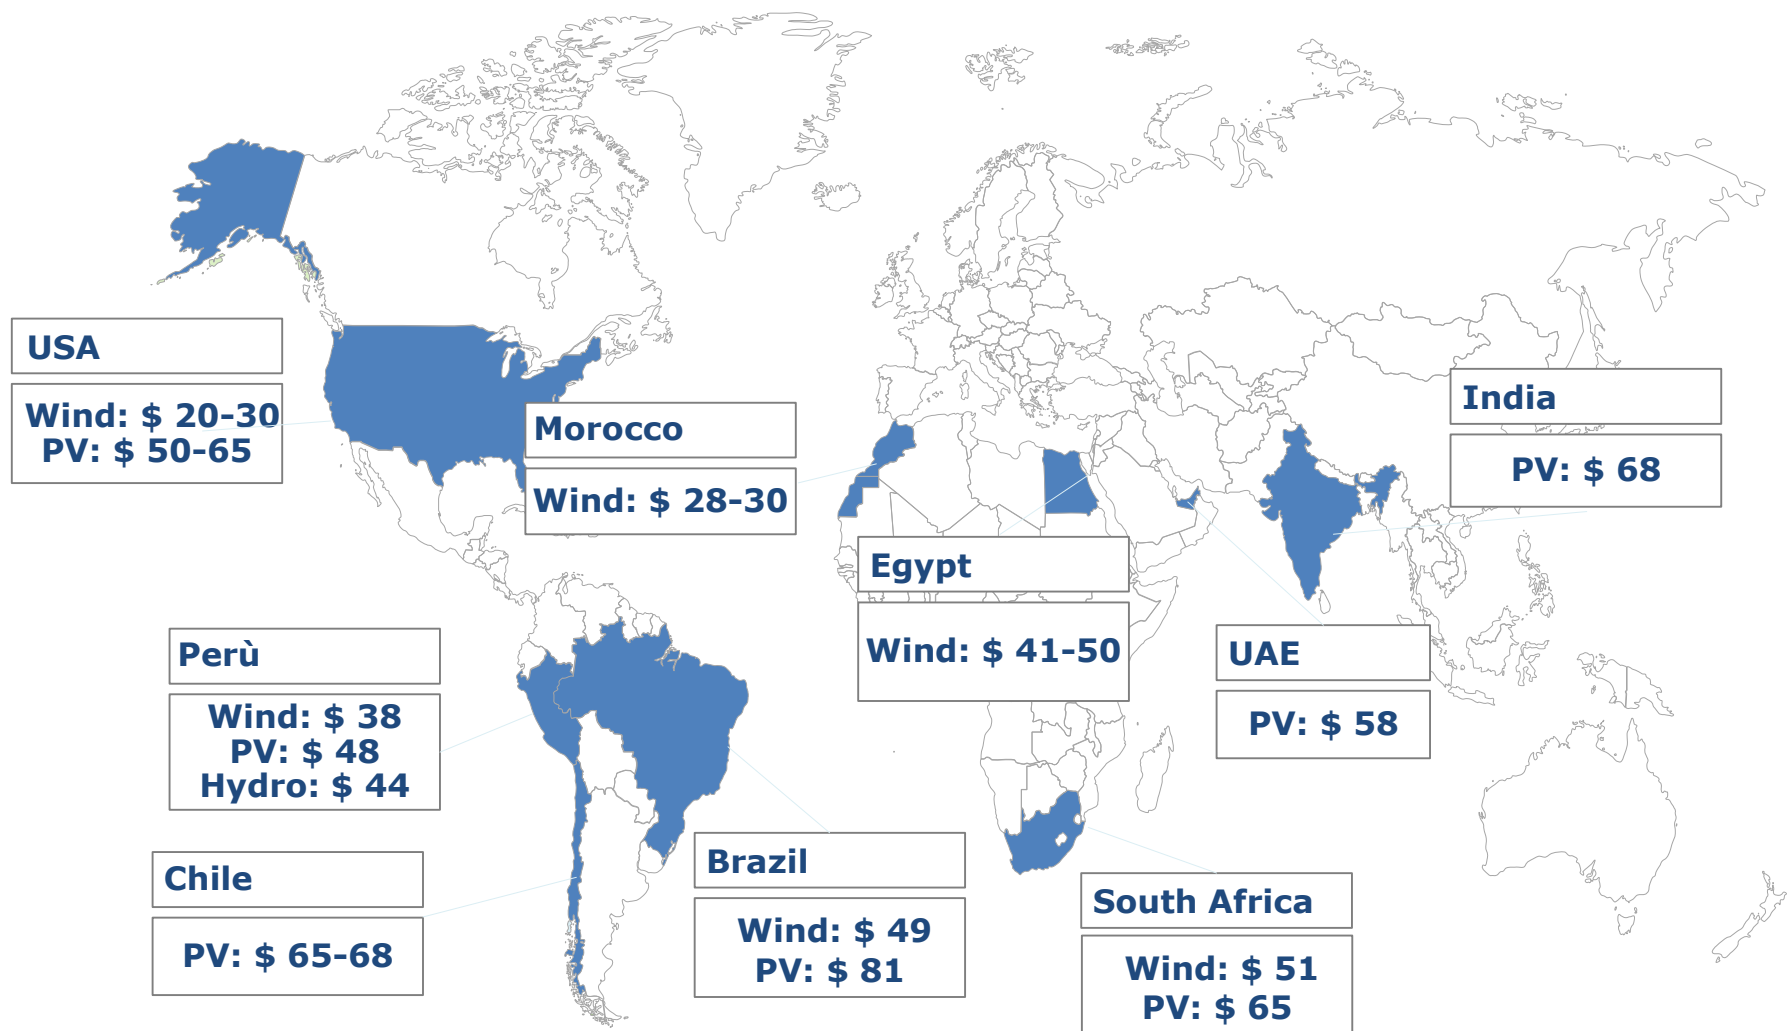 USA
Wind: $ 20-30
PV: $ 50-65
Morocco
Wind: $ 28-30
India
PV: $ 68
Egypt
Wind: $ 41-50
UAE
PV: $ 58
Perù
Wind: $ 38
PV: $ 48
Hydro: $ 44
Chile
PV: $ 65-68
Brazil
Wind: $ 49
PV: $ 81
South Africa
Wind: $ 51
PV: $ 65